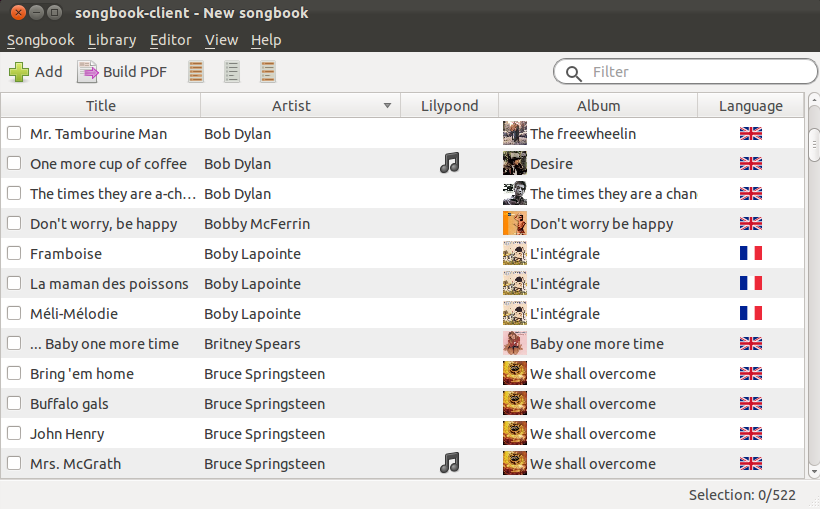 songbook-client - New songbook
Songbook Library Editor View Help
Add Build PDF Filter
Title Artist Lilypond Album Language
Mr. Tambourine Man Bob Dylan The freewheelin
One more cup of coffee Bob Dylan Desire
The times they are a-ch... Bob Dylan The times they are a chan
Don't worry, be happy Bobby McFerrin Don't worry be happy
Framboise Boby Lapointe L'intégrale
La maman des poissons Boby Lapointe L'intégrale
Méli-Mélodie Boby Lapointe L'intégrale
... Baby one more time Britney Spears Baby one more time
Bring 'em home Bruce Springsteen We shall overcome
Buffalo gals Bruce Springsteen We shall overcome
John Henry Bruce Springsteen We shall overcome
Mrs. McGrath Bruce Springsteen We shall overcome
Selection: 0/522